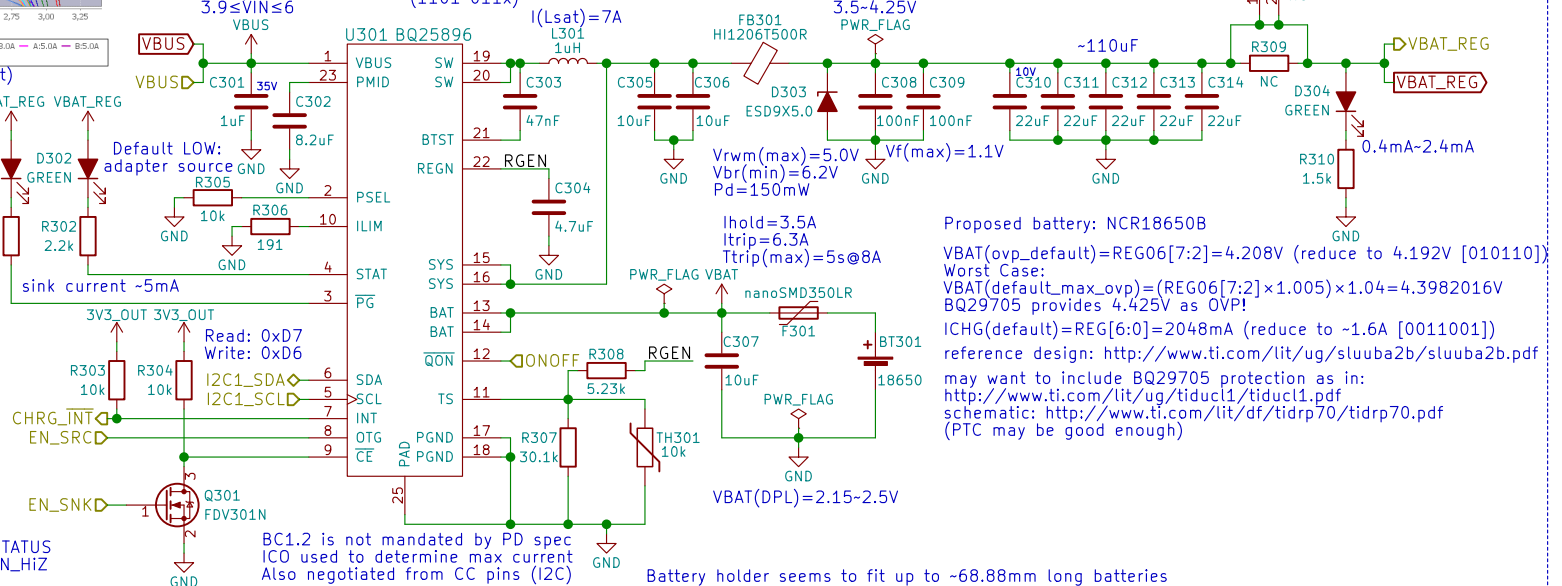 2,75 3,00 3,25
3.0A A:5.0A B:5.0A
3.9≤VIN≤6
VBUS
I(Lsat)=7A
3.5~4.25V
PWR_FLAG
FB301
HI1206T500R
~110uF
U301 BQ25896
L301
1uH
R309
NC
VBAT_REG
VBAT_REG
VBUS
VBUS
C301 35V
1uF
GND
C302
8.2uF
GND
1 VBUS
23 PMID
2 PSEL
10 ILIM
4 STAT
3 PG
6 SDA
5 SCL
7 INT
8 OTG
9 CE
SW 19
SW 20
BTST 21
REGN 22 RGEN
SYS 15
SYS 16
BAT 13
BAT 14
QON 12 ONOFF
TS 11
PGND 17
PGND 18
PAD
25
C303
47nF
C304
4.7uF
GND
C305
10uF
C306
10uF
GND
D303
ESD9X5.0
C308
100nF
C309
100nF
GND
Vrwm(max)=5.0V
Vbr(min)=6.2V
Pd=150mW
Vf(max)=1.1V
10V
C310
22uF
C311
22uF
C312
22uF
C313
22uF
C314
22uF
GND
D304
GREEN
0.4mA~2.4mA
R310
1.5k
GND
AT_REG VBAT_REG
D302
GREEN
Default LOW:
adapter source
R305
10k
GND
R306
191
GND
R302
2.2k
sink current ~5mA
3V3_OUT 3V3_OUT
Read: 0xD7
Write: 0xD6
R303
10k
R304
10k
I2C1_SDA
I2C1_SCL
CHRG_INT
EN_SRC
EN_SNK
1
3
2
Q301
FDV301N
GND
TATUS
N_HiZ
Ihold=3.5A
Itrip=6.3A
Ttrip(max)=5s@8A
PWR_FLAG VBAT
nanoSMD350LR
F301
C307
10uF
BT301
18650
PWR_FLAG
GND
VBAT(DPL)=2.15~2.5V
R308
5.23k
RGEN
R307
30.1k
TH301
10k
GND
BC1.2 is not mandated by PD spec
ICO used to determine max current
Also negotiated from CC pins (I2C)
Battery holder seems to fit up to ~68.88mm long batteries
Proposed battery: NCR18650B
VBAT(ovp_default)=REG06[7:2]=4.208V (reduce to 4.192V [010110])
Worst Case:
VBAT(default_max_ovp)=(REG06[7:2]×1.005)×1.04=4.3982016V
BQ29705 provides 4.425V as OVP!
ICHG(default)=REG[6:0]=2048mA (reduce to ~1.6A [0011001])
reference design: http://www.ti.com/lit/ug/sluuba2b/sluuba2b.pdf
may want to include BQ29705 protection as in:
http://www.ti.com/lit/ug/tiducl1/tiducl1.pdf
schematic: http://www.ti.com/lit/df/tidrp70/tidrp70.pdf
(PTC may be good enough)